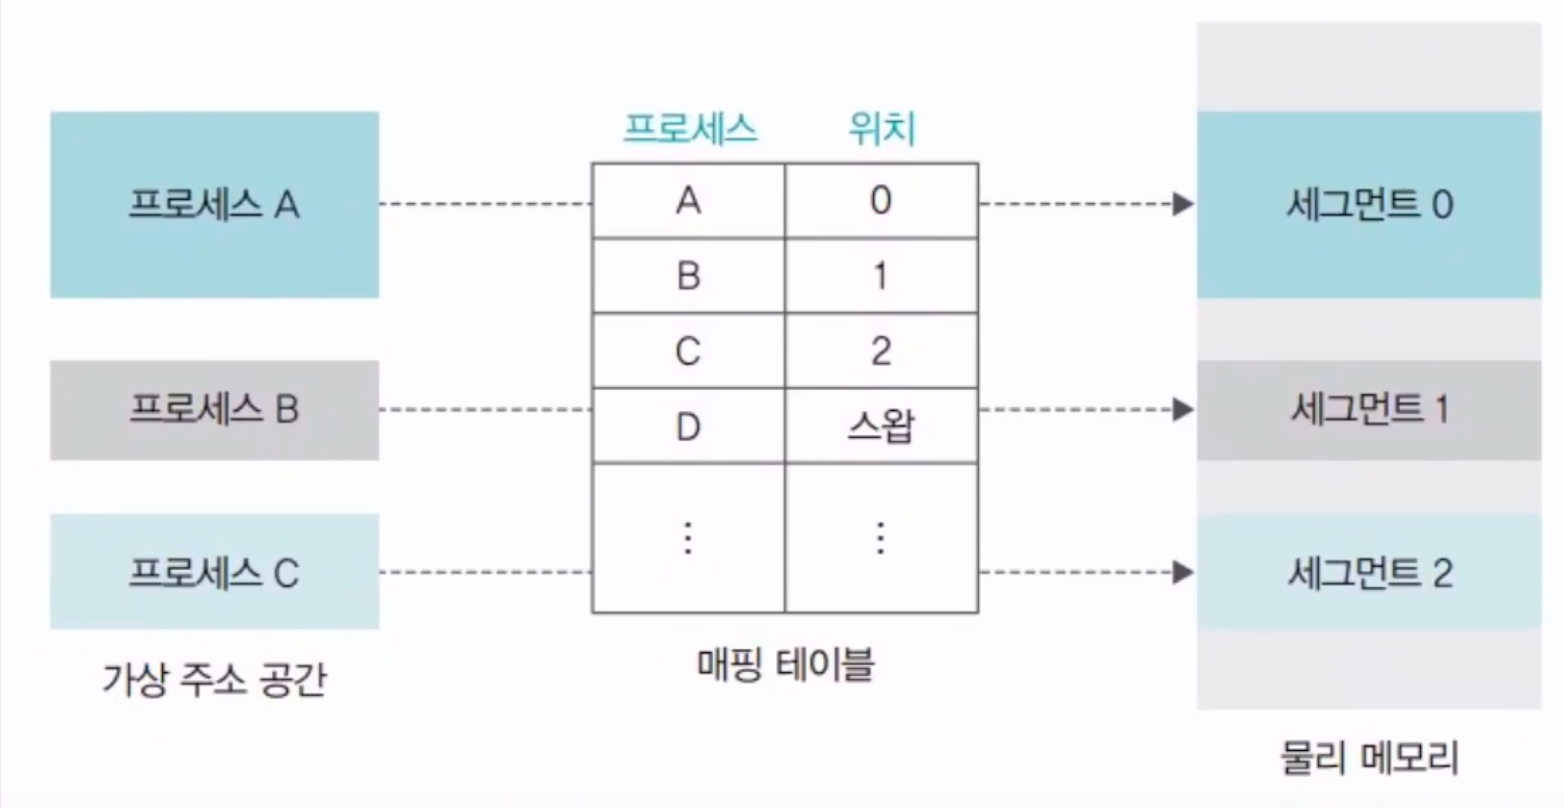 프로세스 위치
프로세스 A
A 0
세그먼트 0
B 1
C 2
프로세스 B
D 스왑
세그먼트 1
⋮ ⋮
프로세스 C
세그먼트 2
가상 주소 공간
매핑 테이블
물리 메모리